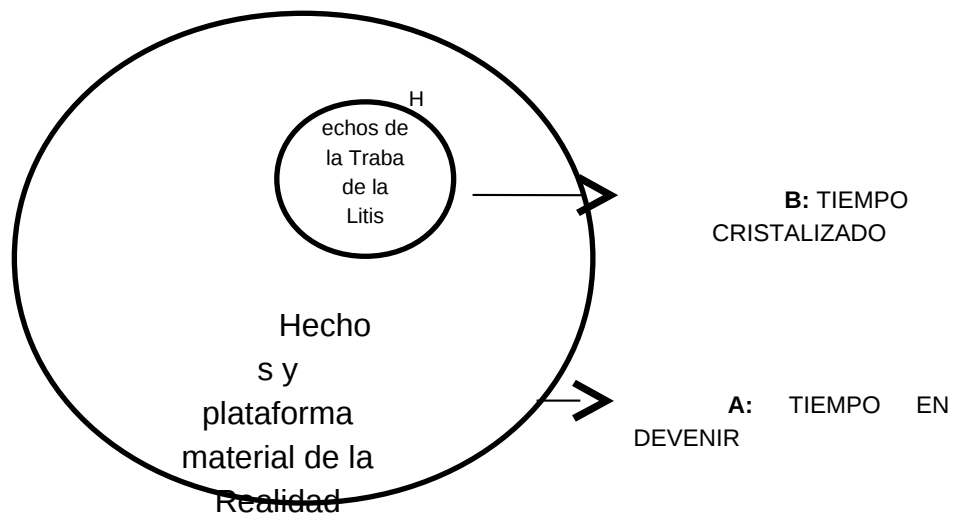 H
echos de
la Traba
de la
Litis
B: TIEMPO
CRISTALIZADO
Hecho
s y
plataforma
material de la
Realidad
A: TIEMPO EN
DEVENIR